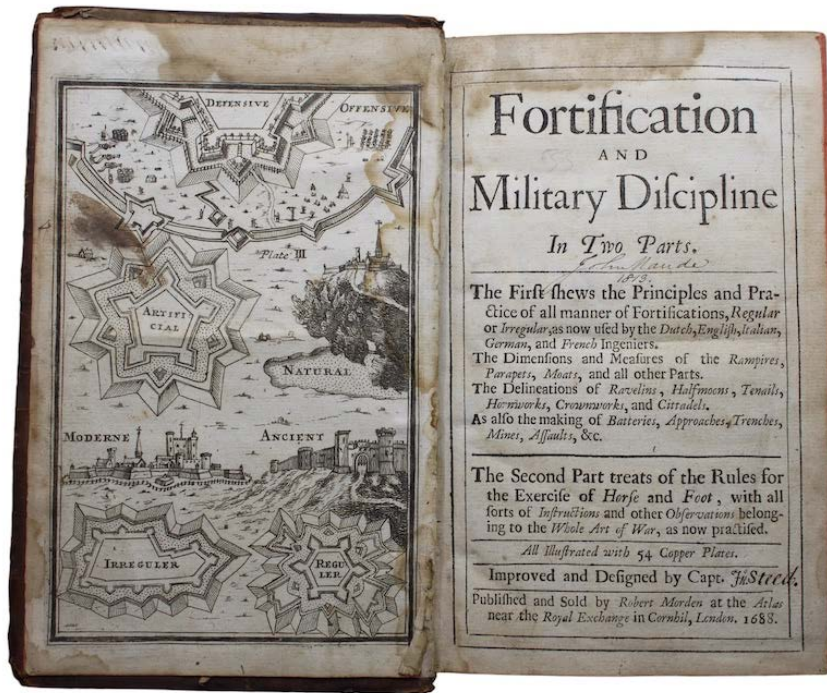 DEFENSIVE
OFFENSIVE
Plate III
ARTIFI
CIAL
NATURAL
MODERNE
ANCIENT
IRREGULER
REGU
LER
Fortification
AND
Military Diſcipline
In Two Parts.
John Maude
1813.
The Firſt ſhews the Principles and Pra-
ctice of all manner of Fortifications, Regular
or Irregular, as now uſed by the Dutch, Engliſh, Italian,
German, and French Ingeniers.
The Dimenſions and Meaſures of the Rampires,
Parapets, Moats, and all other Parts.
The Delineations of Ravelins, Halfmoens, Tenails,
Hornworks, Crownworks, and Cittadels.
As alſo the making of Batteries, Approaches, Trenches,
Mines, Aſſaults, &c.
The Second Part treats of the Rules for
the Exerciſe of Horſe and Foot, with all
ſorts of Inſtructions and other Obſervations belong-
ing to the Whole Art of War, as now practiſed.
All Illuſtrated with 54 Copper Plates.
Improved and Deſigned by Capt. Jn. Steed.
Publiſhed and Sold by Robert Morden at the Atlas
near the Royal Exchange in Cornhil, London. 1688.